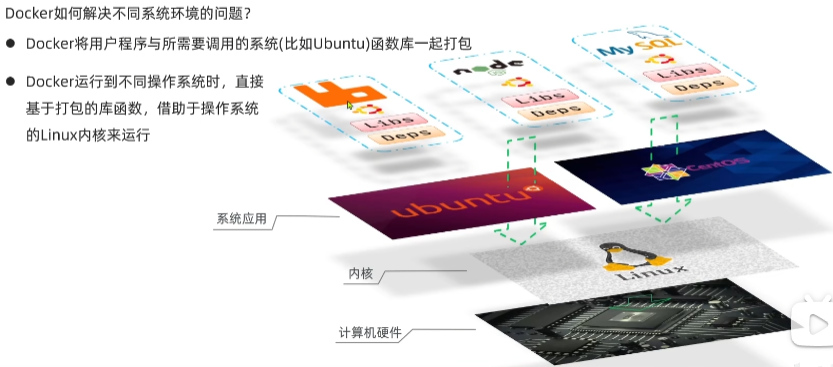 Docker如何解决不同系统环境的问题？
● Docker将用户程序与所需要调用的系统(比如Ubuntu)函数库一起打包
● Docker运行到不同操作系统时，直接
基于打包的库函数，借助于操作系统
的Linux内核来运行
Libs
Deps
node
Libs
Deps
MySQL
Libs
Deps
ubuntu
CentOS
系统应用
内核
Linux
计算机硬件